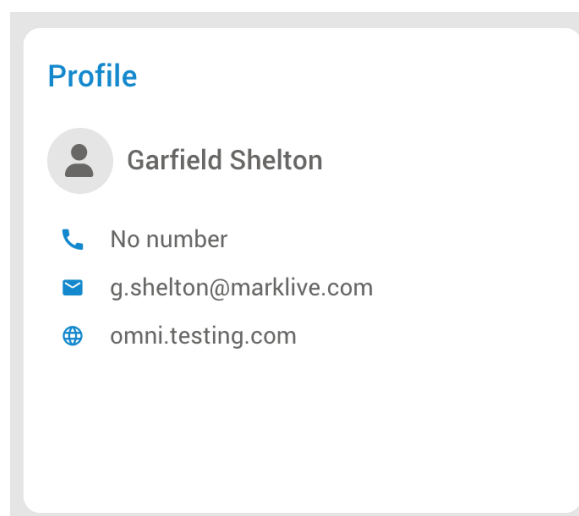 Profile
Garfield Shelton
No number
g.shelton@marklive.com
omni.testing.com